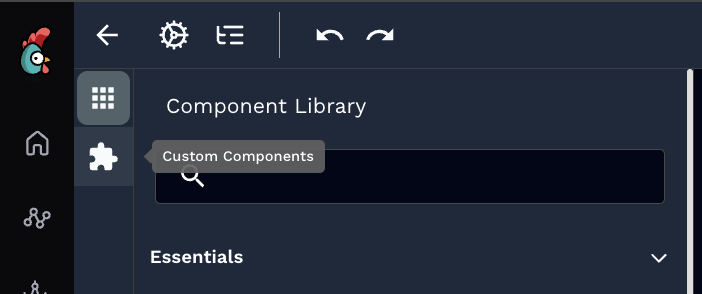 Component Library
Custom Components
Essentials